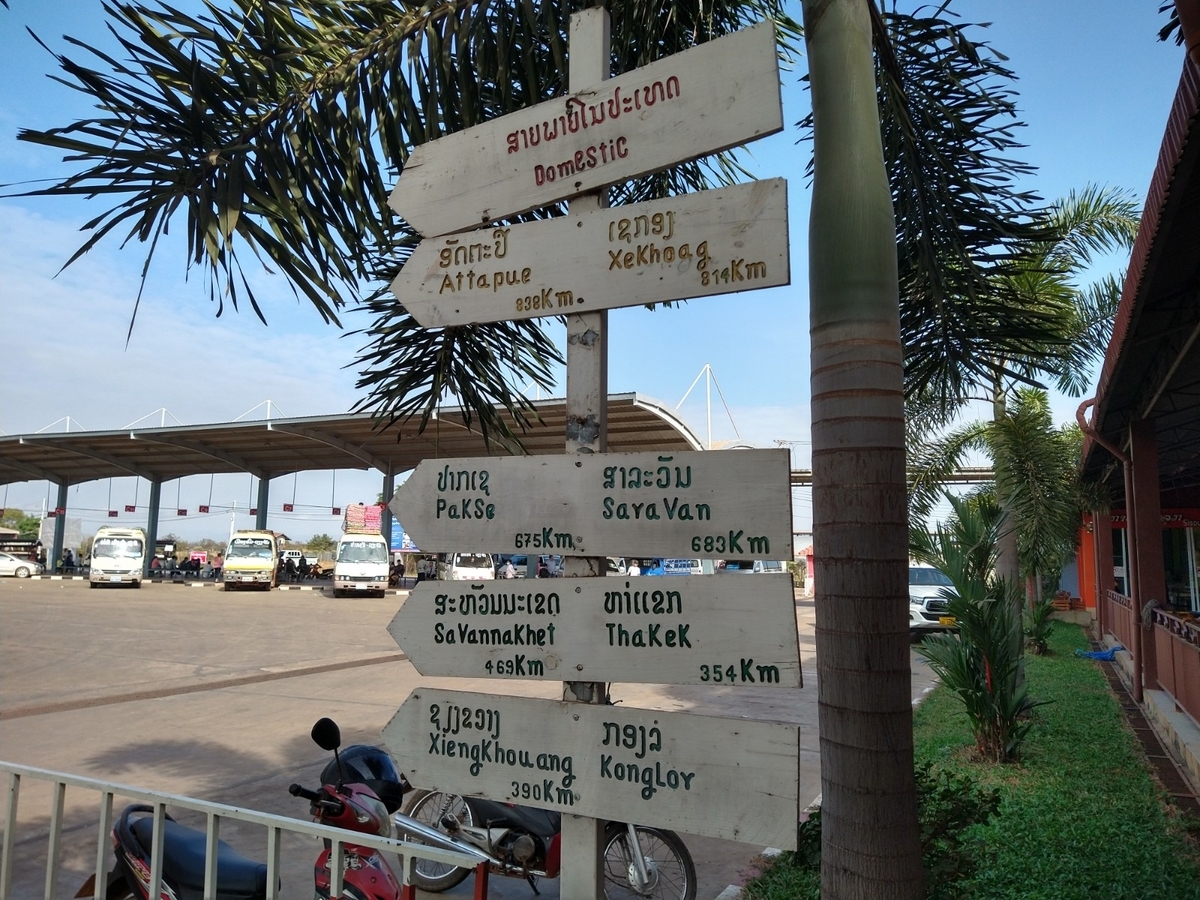 ສາຍພາຍໃນປະເທດ
Domestic
ອັດຕະປື
Attapue
838Km
ເຊກອງ
XeKhoag
814Km
ປາກເຊ
PaKSe
675Km
ສາລະວັນ
SaraVan
683Km
ສະຫວັນນະເຂດ
SaVannaKhet
469Km
ທ່າແຂກ
ThaKeK
354Km
ຊຽງຂວາງ
XiengKhouang
390Km
ກອງລໍ
KongLor